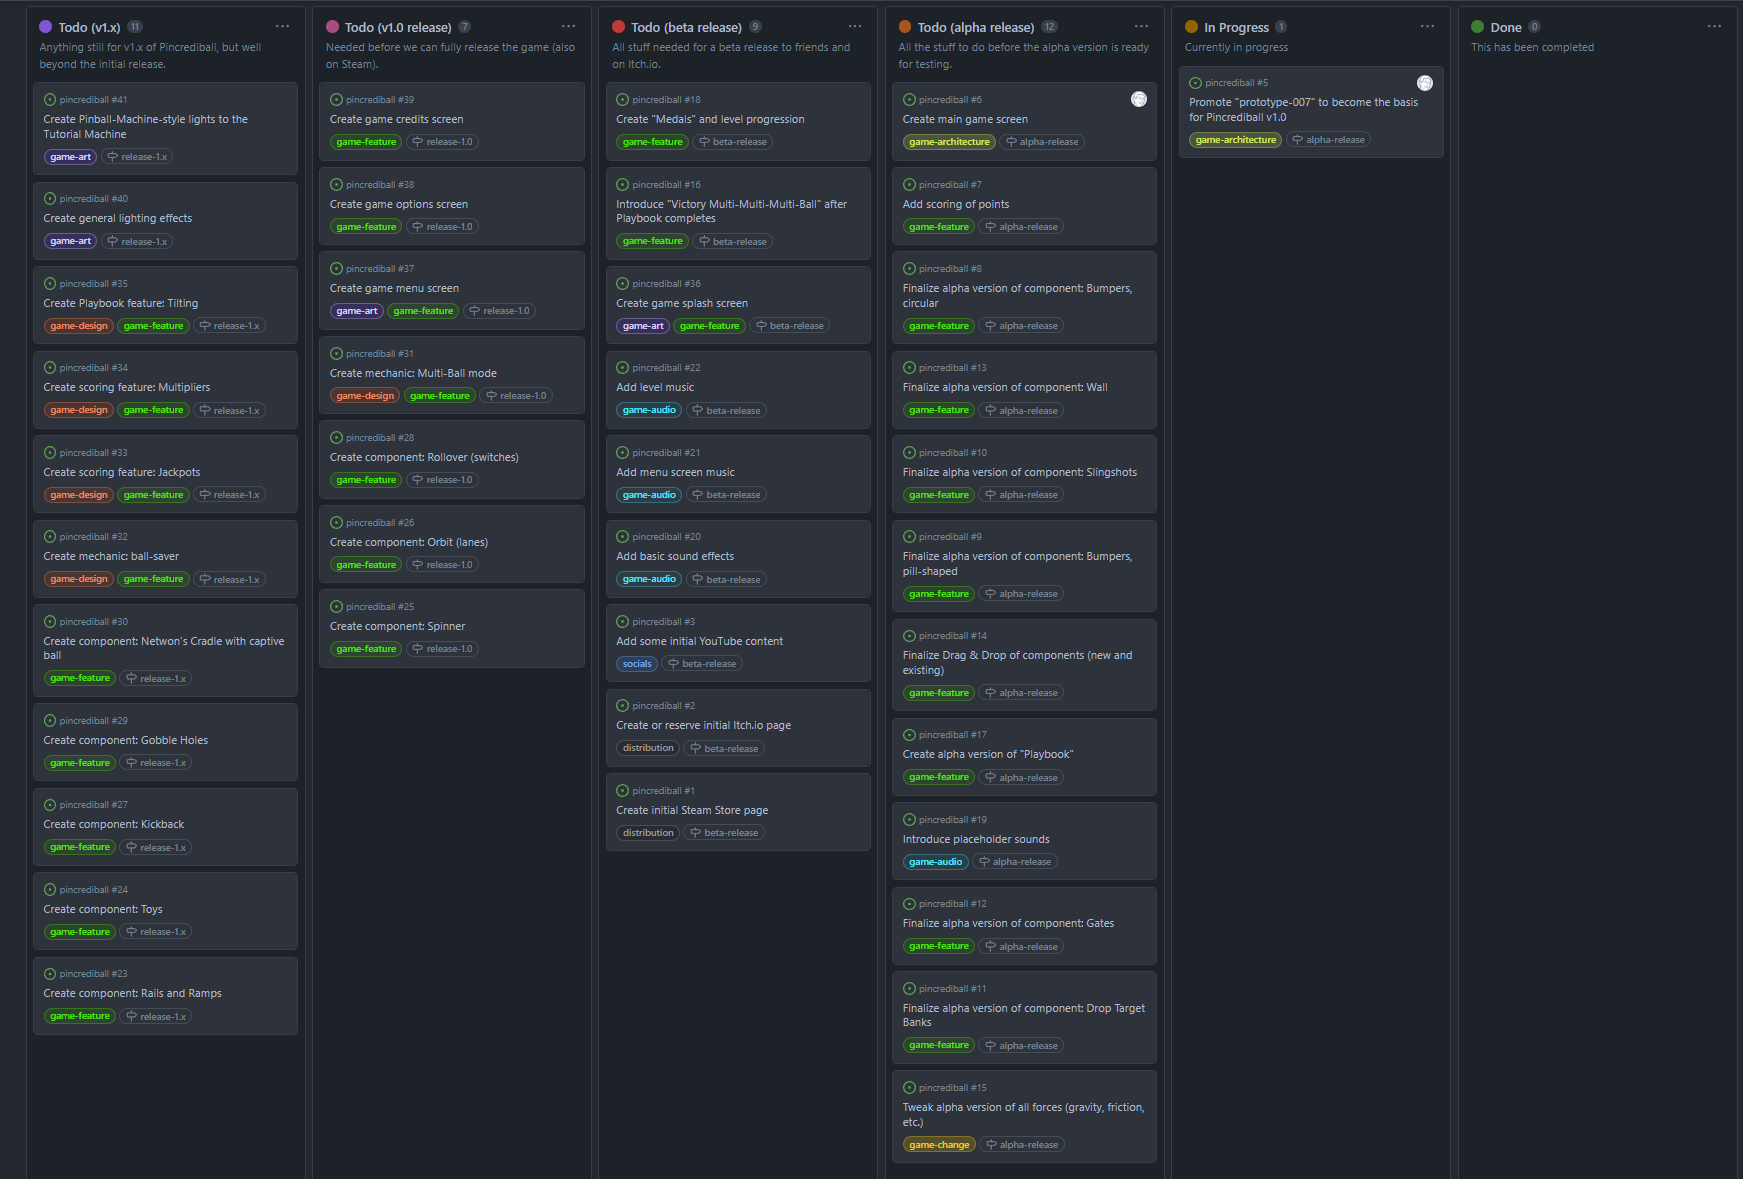 Todo (v1.x) 11 ···
Anything still for v1.x of Pincrediball, but well
beyond the initial release.
pincrediball #41
Create Pinball-Machine-style lights to the
Tutorial Machine
game-art release-1.x
pincrediball #40
Create general lighting effects
game-art release-1.x
pincrediball #35
Create Playbook feature: Tilting
game-design game-feature release-1.x
pincrediball #34
Create scoring feature: Multipliers
game-design game-feature release-1.x
pincrediball #33
Create scoring feature: Jackpots
game-design game-feature release-1.x
pincrediball #32
Create mechanic: ball-saver
game-design game-feature release-1.x
pincrediball #30
Create component: Netwon's Cradle with captive
ball
game-feature release-1.x
pincrediball #29
Create component: Gobble Holes
game-feature release-1.x
pincrediball #27
Create component: Kickback
game-feature release-1.x
pincrediball #24
Create component: Toys
game-feature release-1.x
pincrediball #23
Create component: Rails and Ramps
game-feature release-1.x
Todo (v1.0 release) 7 ···
Needed before we can fully release the game (also
on Steam).
pincrediball #39
Create game credits screen
game-feature release-1.0
pincrediball #38
Create game options screen
game-feature release-1.0
pincrediball #37
Create game menu screen
game-art game-feature release-1.0
pincrediball #31
Create mechanic: Multi-Ball mode
game-design game-feature release-1.0
pincrediball #28
Create component: Rollover (switches)
game-feature release-1.0
pincrediball #26
Create component: Orbit (lanes)
game-feature release-1.0
pincrediball #25
Create component: Spinner
game-feature release-1.0
Todo (beta release) 9 ···
All stuff needed for a beta release to friends and
on Itch.io.
pincrediball #18
Create "Medals" and level progression
game-feature beta-release
pincrediball #16
Introduce "Victory Multi-Multi-Multi-Ball" after
Playbook completes
game-feature beta-release
pincrediball #36
Create game splash screen
game-art game-feature beta-release
pincrediball #22
Add level music
game-audio beta-release
pincrediball #21
Add menu screen music
game-audio beta-release
pincrediball #20
Add basic sound effects
game-audio beta-release
pincrediball #3
Add some initial YouTube content
socials beta-release
pincrediball #2
Create or reserve initial Itch.io page
distribution beta-release
pincrediball #1
Create initial Steam Store page
distribution beta-release
Todo (alpha release) 12 ···
All the stuff to do before the alpha version is ready
for testing.
pincrediball #6
Create main game screen
game-architecture alpha-release
pincrediball #7
Add scoring of points
game-feature alpha-release
pincrediball #8
Finalize alpha version of component: Bumpers,
circular
game-feature alpha-release
pincrediball #13
Finalize alpha version of component: Wall
game-feature alpha-release
pincrediball #10
Finalize alpha version of component: Slingshots
game-feature alpha-release
pincrediball #9
Finalize alpha version of component: Bumpers,
pill-shaped
game-feature alpha-release
pincrediball #14
Finalize Drag & Drop of components (new and
existing)
game-feature alpha-release
pincrediball #17
Create alpha version of "Playbook"
game-feature alpha-release
pincrediball #19
Introduce placeholder sounds
game-audio alpha-release
pincrediball #12
Finalize alpha version of component: Gates
game-feature alpha-release
pincrediball #11
Finalize alpha version of component: Drop Target
Banks
game-feature alpha-release
pincrediball #15
Tweak alpha version of all forces (gravity, friction,
etc.)
game-change alpha-release
In Progress 1 ···
Currently in progress
pincrediball #5
Promote "prototype-007" to become the basis
for Pincrediball v1.0
game-architecture alpha-release
Done 0 ···
This has been completed